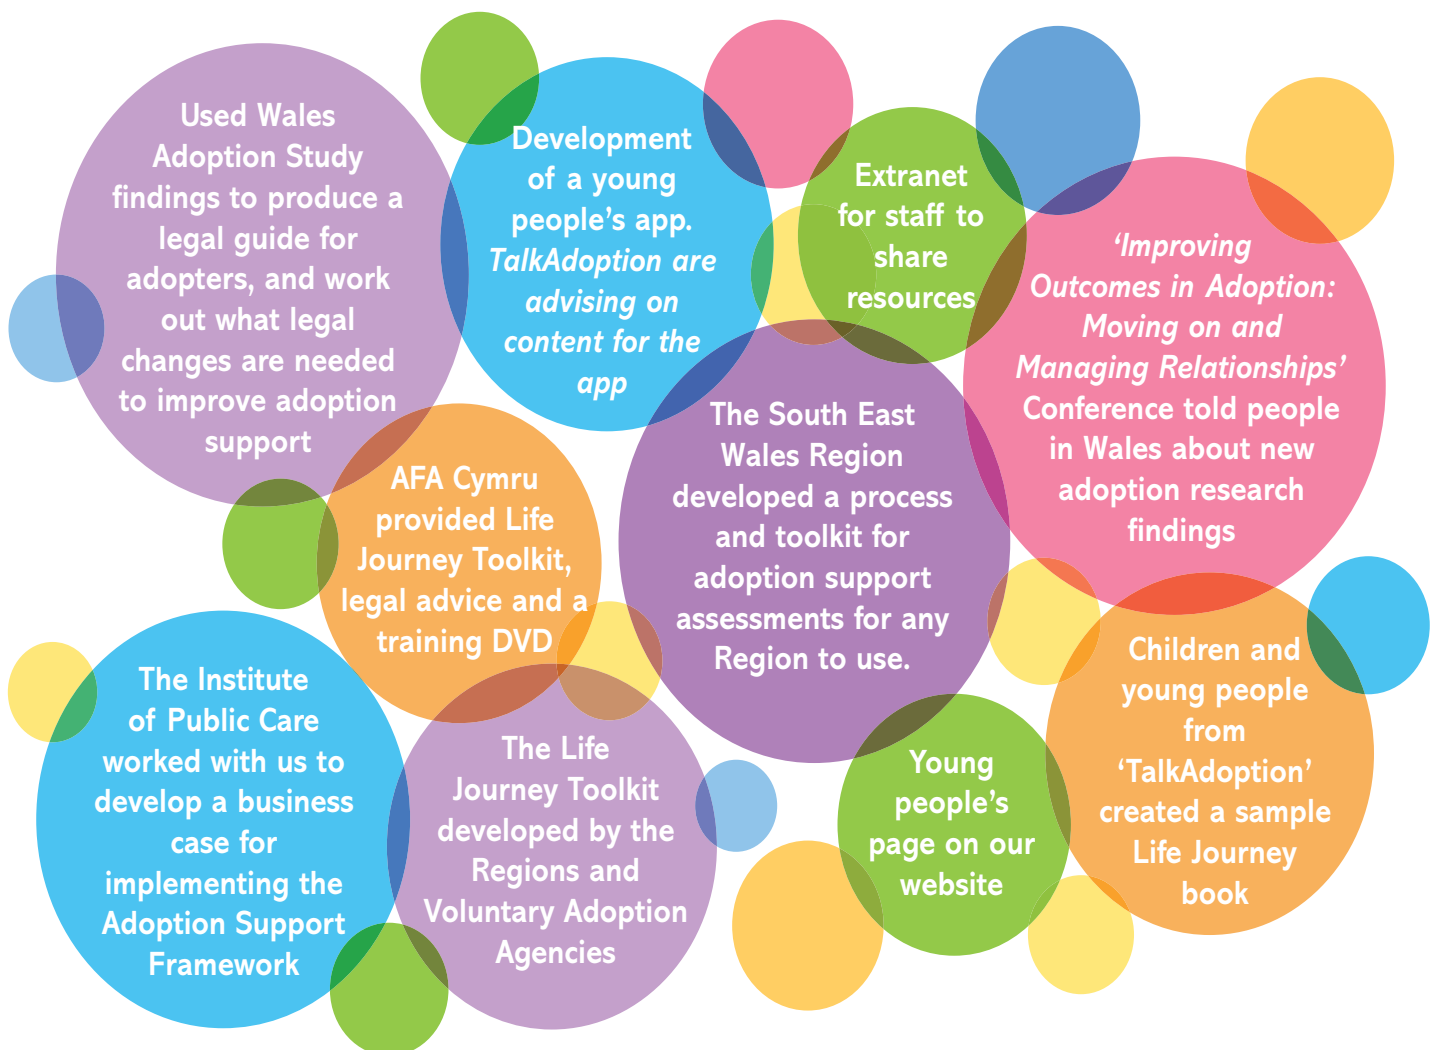 Used Wales
Adoption Study
findings to produce a
legal guide for
adopters, and work
out what legal
changes are needed
to improve adoption
support
Development
of a young
people’s app.
TalkAdoption are
advising on
content for the
app
Extranet
for staff to
share
resources
‘Improving
Outcomes in Adoption:
Moving on and
Managing Relationships’
Conference told people
in Wales about new
adoption research
findings
AFA Cymru
provided Life
Journey Toolkit,
legal advice and a
training DVD
The South East
Wales Region
developed a process
and toolkit for
adoption support
assessments for any
Region to use.
The Institute
of Public Care
worked with us to
develop a business
case for
implementing the
Adoption Support
Framework
The Life
Journey Toolkit
developed by the
Regions and
Voluntary Adoption
Agencies
Young
people’s
page on our
website
Children and
young people
from
‘TalkAdoption’
created a sample
Life Journey
book